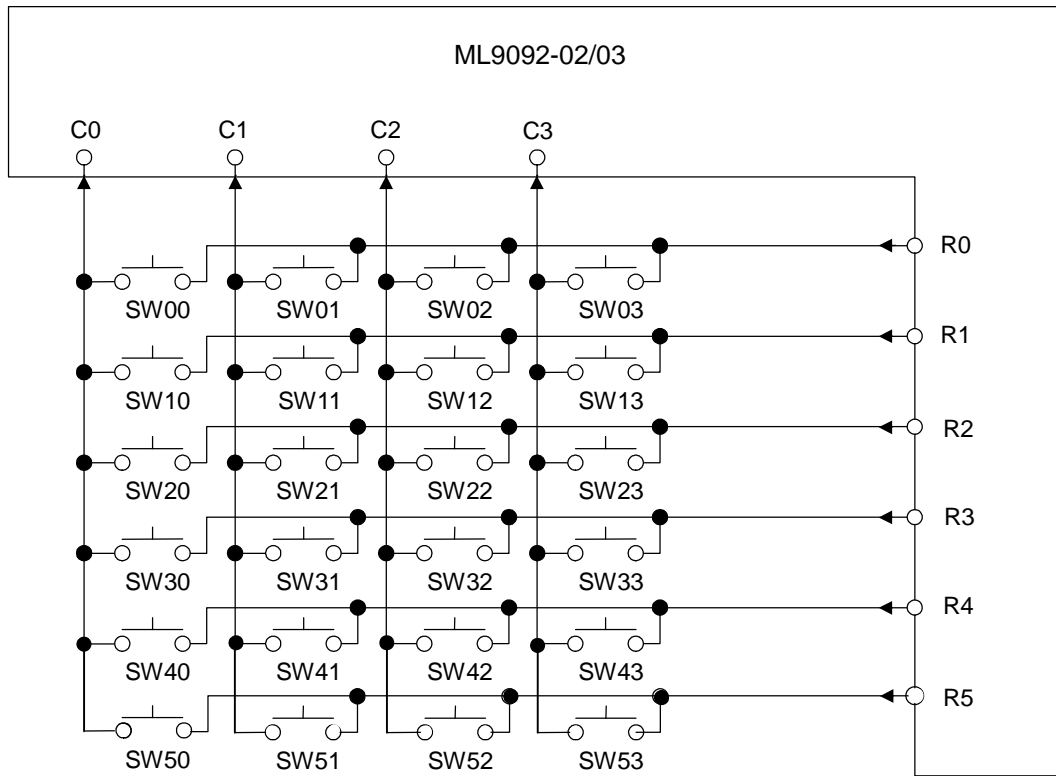 ML9092-02/03
C0 C1 C2 C3
R0
SW00 SW01 SW02 SW03
R1
SW10 SW11 SW12 SW13
R2
SW20 SW21 SW22 SW23
R3
SW30 SW31 SW32 SW33
R4
SW40 SW41 SW42 SW43
R5
SW50 SW51 SW52 SW53